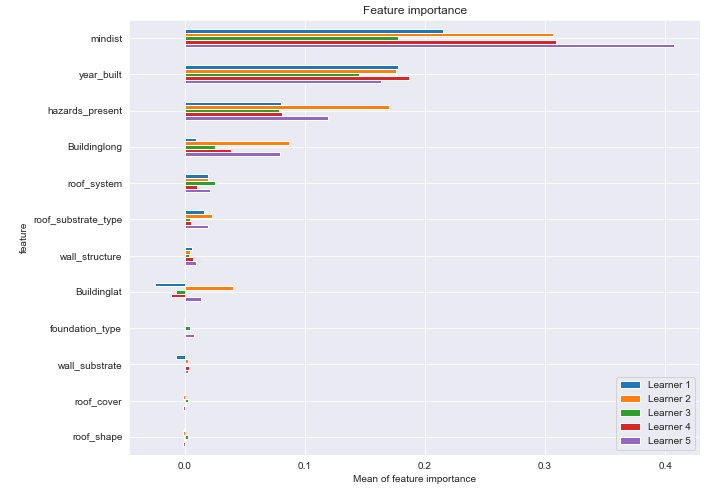 Feature importance
mindist
year_built
hazards_present
Buildinglong
roof_system
roof_substrate_type
wall_structure
Buildinglat
foundation_type
wall_substrate
roof_cover
roof_shape
feature
0.0 0.1 0.2 0.3 0.4
Mean of feature importance
Learner 1
Learner 2
Learner 3
Learner 4
Learner 5